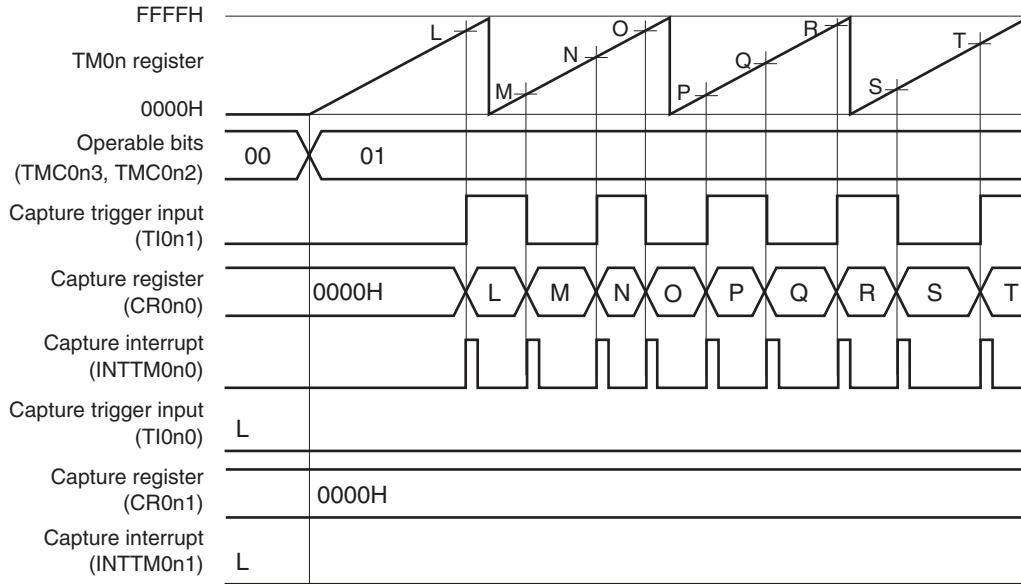 FFFFH
TM0n register
0000H
L M N O P Q R S T
Operable bits
(TMC0n3, TMC0n2)
00 01
Capture trigger input
(TI0n1)
Capture register
(CR0n0)
0000H L M N O P Q R S T
Capture interrupt
(INTTM0n0)
Capture trigger input
(TI0n0)
L
Capture register
(CR0n1)
0000H
Capture interrupt
(INTTM0n1)
L